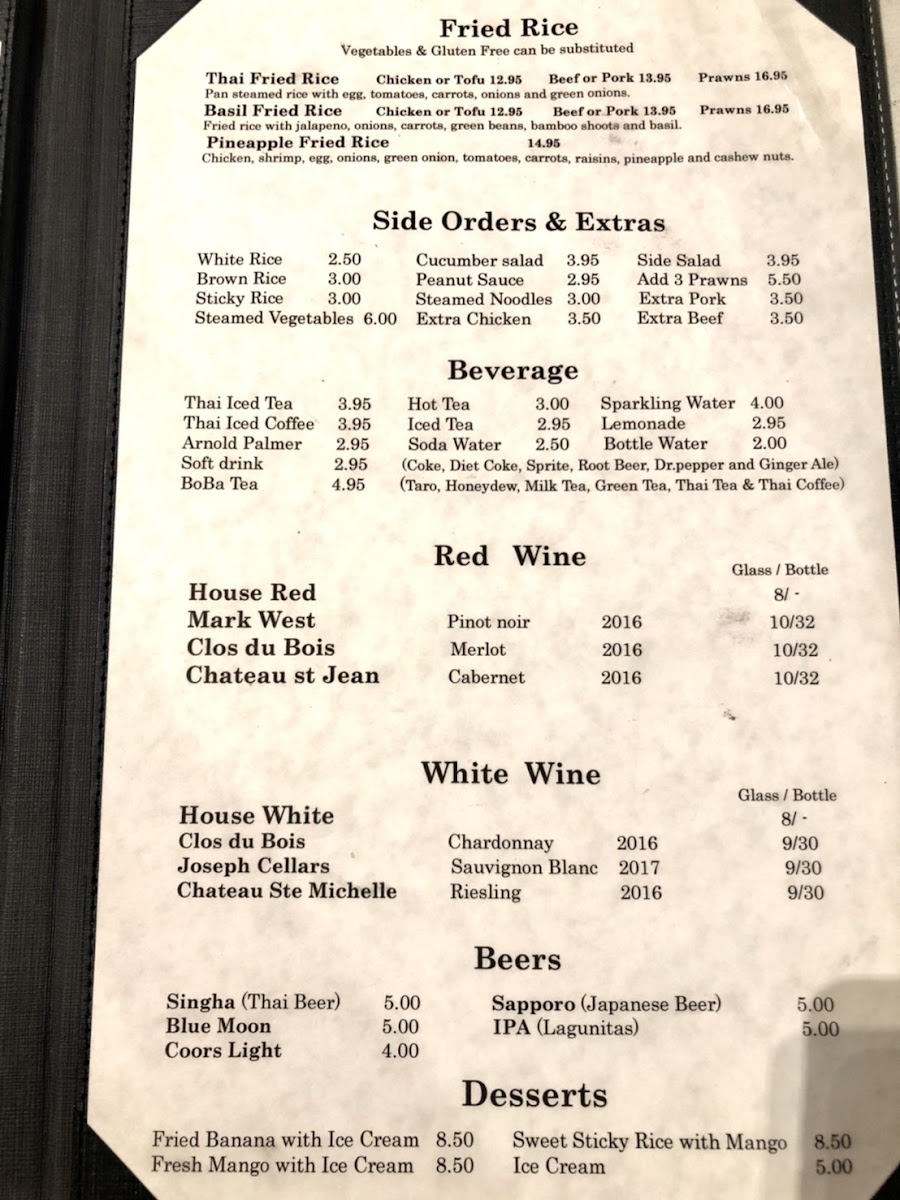 Fried Rice
Vegetables & Gluten Free can be substituted
Thai Fried Rice Chicken or Tofu 12.95 Beef or Pork 13.95 Prawns 16.95
Pan steamed rice with egg, tomatoes, carrots, onions and green onions.
Basil Fried Rice Chicken or Tofu 12.95 Beef or Pork 13.95 Prawns 16.95
Fried rice with jalapeno, onions, carrots, green beans, bamboo shoots and basil.
Pineapple Fried Rice 14.95
Chicken, shrimp, egg, onions, green onion, tomatoes, carrots, raisins, pineapple and cashew nuts.
Side Orders & Extras
White Rice 2.50 Cucumber salad 3.95 Side Salad 3.95
Brown Rice 3.00 Peanut Sauce 2.95 Add 3 Prawns 5.50
Sticky Rice 3.00 Steamed Noodles 3.00 Extra Pork 3.50
Steamed Vegetables 6.00 Extra Chicken 3.50 Extra Beef 3.50
Beverage
Thai Iced Tea 3.95 Hot Tea 3.00 Sparkling Water 4.00
Thai Iced Coffee 3.95 Iced Tea 2.95 Lemonade 2.95
Arnold Palmer 2.95 Soda Water 2.50 Bottle Water 2.00
Soft drink 2.95 (Coke, Diet Coke, Sprite, Root Beer, Dr.pepper and Ginger Ale)
BoBa Tea 4.95 (Taro, Honeydew, Milk Tea, Green Tea, Thai Tea & Thai Coffee)
Red Wine
Glass / Bottle
House Red 8/ -
Mark West Pinot noir 2016 10/32
Clos du Bois Merlot 2016 10/32
Chateau st Jean Cabernet 2016 10/32
White Wine
Glass / Bottle
House White 8/ -
Clos du Bois Chardonnay 2016 9/30
Joseph Cellars Sauvignon Blanc 2017 9/30
Chateau Ste Michelle Riesling 2016 9/30
Beers
Singha (Thai Beer) 5.00 Sapporo (Japanese Beer) 5.00
Blue Moon 5.00 IPA (Lagunitas) 5.00
Coors Light 4.00
Desserts
Fried Banana with Ice Cream 8.50 Sweet Sticky Rice with Mango 8.50
Fresh Mango with Ice Cream 8.50 Ice Cream 5.00